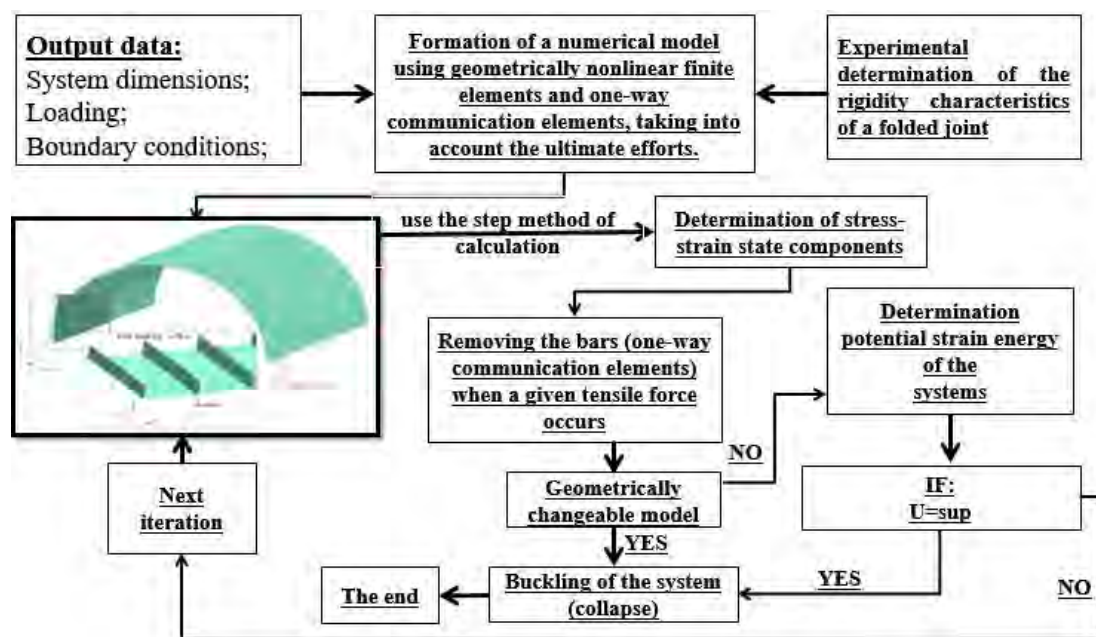 Output data:
System dimensions;
Loading;
Boundary conditions;
Formation of a numerical model
using geometrically nonlinear finite
elements and one-way
communication elements, taking into
account the ultimate efforts.
Experimental
determination of the
rigidity characteristics
of a folded joint
use the step method of
calculation
Determination of stress-
strain state components
Removing the bars (one-way
communication elements)
when a given tensile force
occurs
Determination
potential strain energy
of the
systems
NO
Next
iteration
Geometrically
changeable model
IF:
U=sup
YES
The end
Buckling of the system
(collapse)
YES
NO